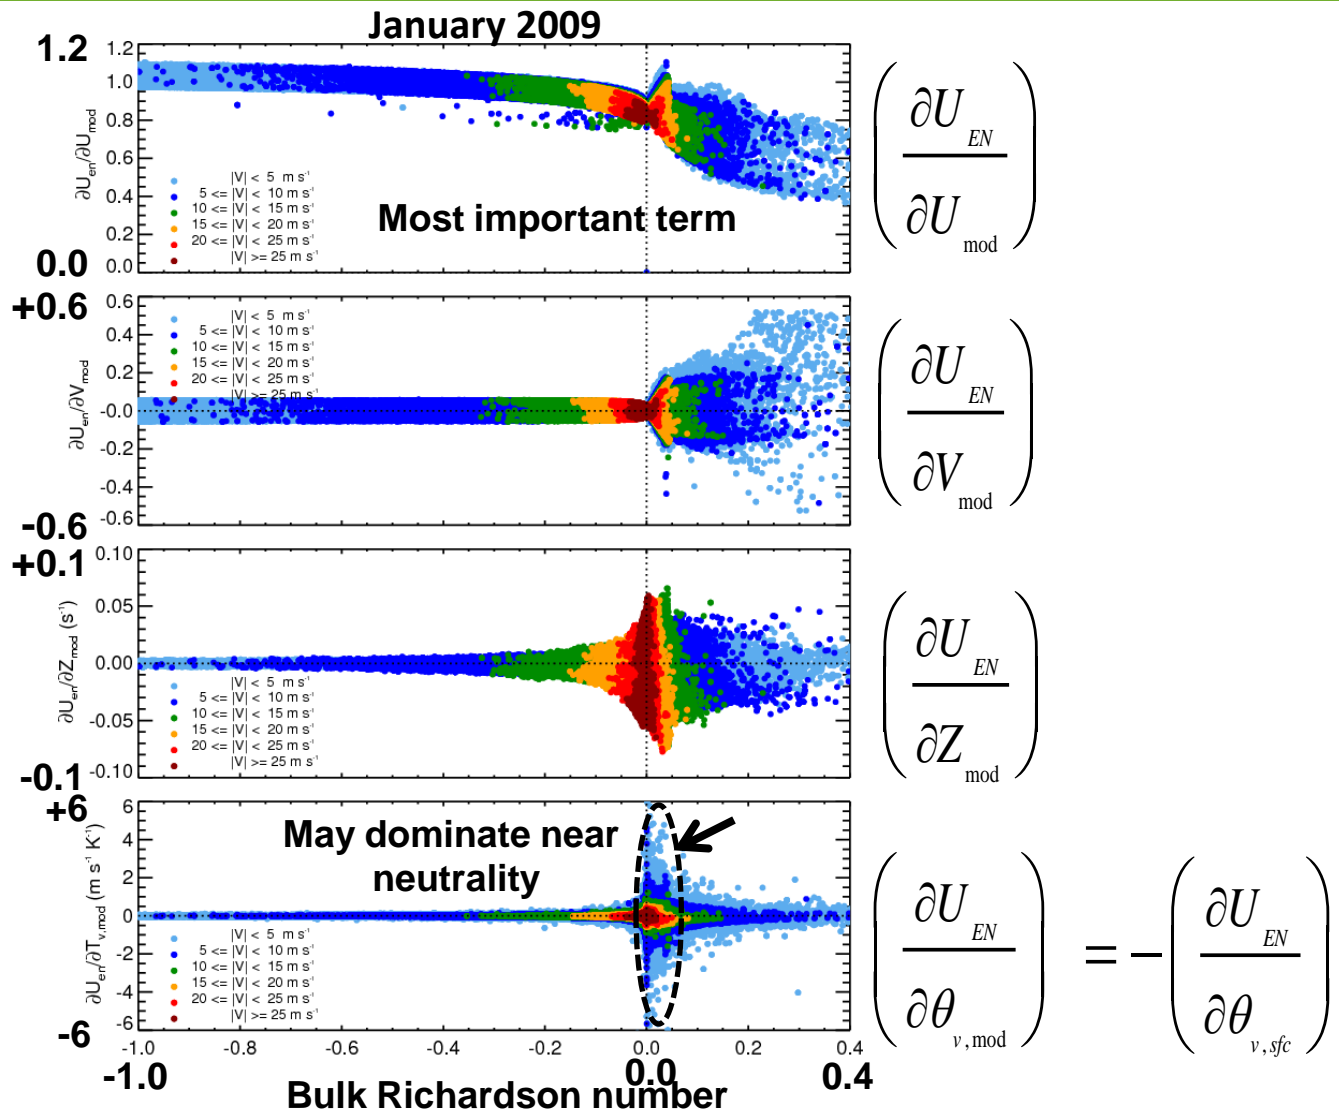 January 2009
1.2
1.2
1.0
0.8
0.6
0.4
0.2
0.0
0.0
∂U_en/∂U_mod
|V| < 5 m s⁻¹
5 <= |V| < 10 m s⁻¹
10 <= |V| < 15 m s⁻¹
15 <= |V| < 20 m s⁻¹
20 <= |V| < 25 m s⁻¹
|V| >= 25 m s⁻¹
Most important term
(∂U_EN / ∂U_mod)
+0.6
0.6
0.4
0.2
-0.0
-0.2
-0.4
-0.6
-0.6
∂U_en/∂V_mod
|V| < 5 m s⁻¹
5 <= |V| < 10 m s⁻¹
10 <= |V| < 15 m s⁻¹
15 <= |V| < 20 m s⁻¹
20 <= |V| < 25 m s⁻¹
|V| >= 25 m s⁻¹
(∂U_EN / ∂V_mod)
+0.1
0.10
0.05
0.00
-0.05
-0.10
-0.1
∂U_en/∂Z_mod (s⁻¹)
|V| < 5 m s⁻¹
5 <= |V| < 10 m s⁻¹
10 <= |V| < 15 m s⁻¹
15 <= |V| < 20 m s⁻¹
20 <= |V| < 25 m s⁻¹
|V| >= 25 m s⁻¹
(∂U_EN / ∂Z_mod)
+6
6
4
2
0
-2
-4
-6
-6
∂U_en/∂T_v,mod (m s⁻¹ K⁻¹)
May dominate near
neutrality
|V| < 5 m s⁻¹
5 <= |V| < 10 m s⁻¹
10 <= |V| < 15 m s⁻¹
15 <= |V| < 20 m s⁻¹
20 <= |V| < 25 m s⁻¹
|V| >= 25 m s⁻¹
(∂U_EN / ∂θ_v,mod) = −(∂U_EN / ∂θ_v,sfc)
-1.0 -0.8 -0.6 -0.4 -0.2 0.0 0.2 0.4
-1.0 0.0 0.4
Bulk Richardson number